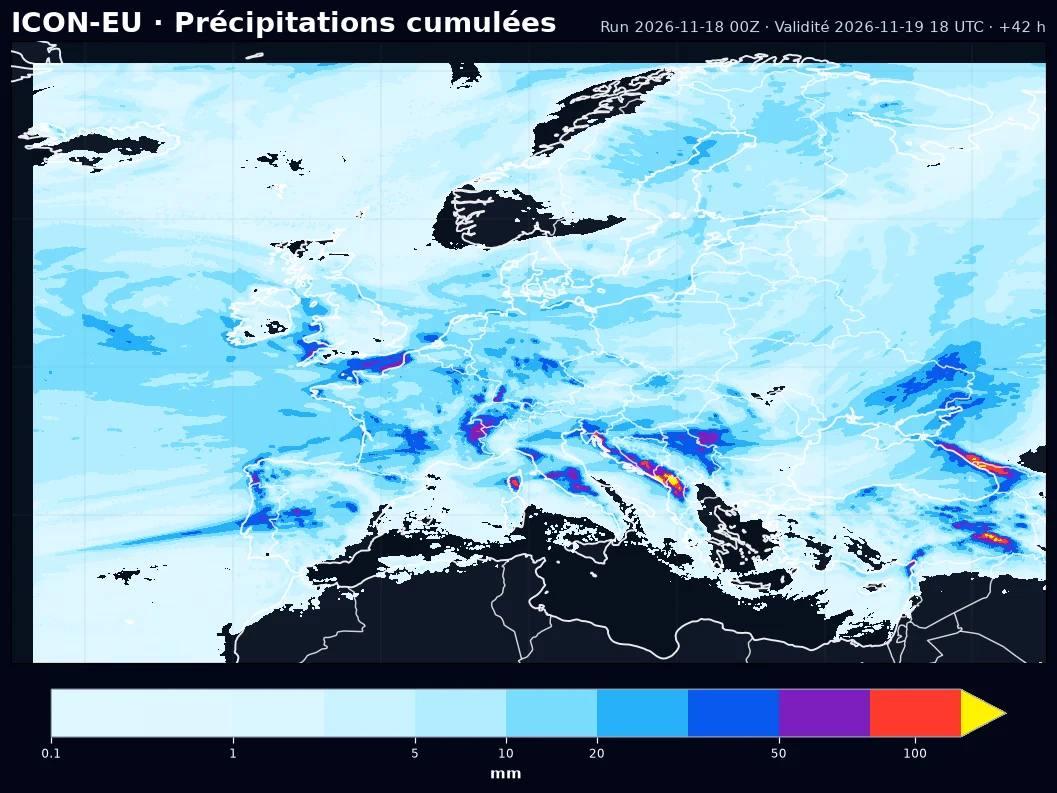 ICON-EU · Précipitations cumulées
Run 2026-11-18 00Z · Validité 2026-11-19 18 UTC · +42 h
0.1 1 5 10 20 50 100
mm